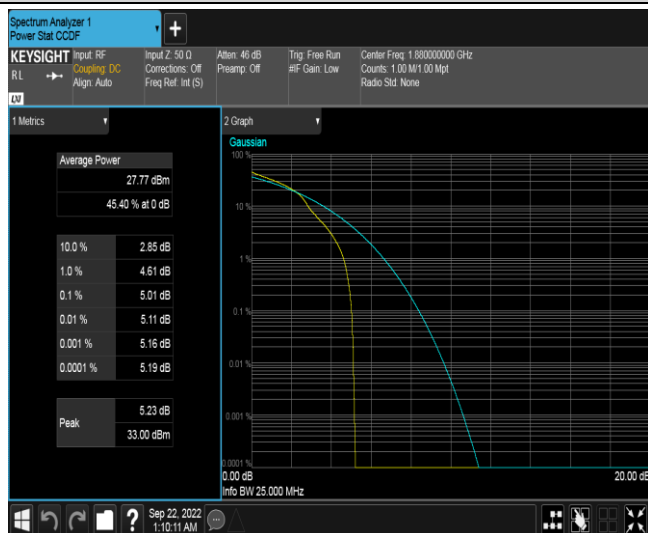 Spectrum Analyzer 1
Power Stat CCDF
KEYSIGHT
RL
LXI
Input: RF
Coupling: DC
Align: Auto
Input Z: 50 Ω
Corrections: Off
Freq Ref: Int (S)
Atten: 46 dB
Preamp: Off
Trig: Free Run
#IF Gain: Low
Center Freq: 1.880000000 GHz
Counts: 1.00 M/1.00 Mpt
Radio Std: None
1 Metrics
Average Power
27.77 dBm
45.40 % at 0 dB
10.0 % 2.85 dB
1.0 % 4.61 dB
0.1 % 5.01 dB
0.01 % 5.11 dB
0.001 % 5.16 dB
0.0001 % 5.19 dB
Peak
5.23 dB
33.00 dBm
2 Graph
Gaussian
100 %
10 %
1 %
0.1 %
0.01 %
0.001 %
0.0001 %
0.00 dB 20.00 dB
Info BW 25.000 MHz
? Sep 22, 2022
1:10:11 AM